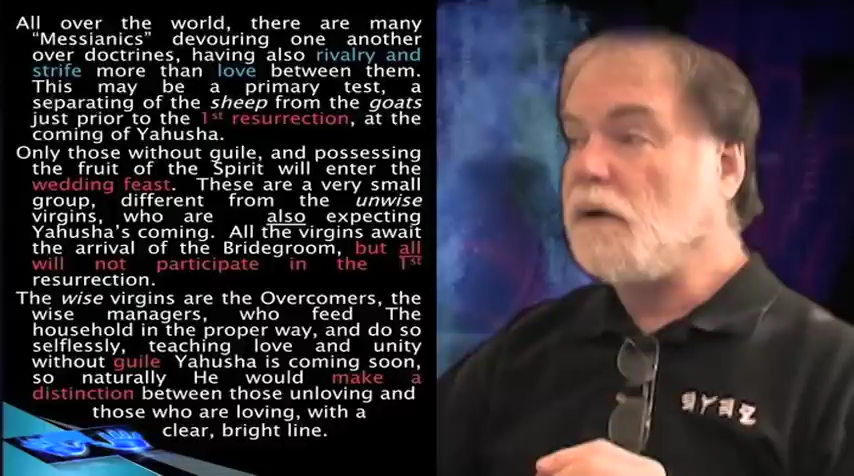 All over the world, there are many
“Messianics” devouring one another
over doctrines, having also rivalry and
strife more than love between them.
This may be a primary test, a
separating of the sheep from the goats
just prior to the 1st resurrection, at the
coming of Yahusha.
Only those without guile, and possessing
the fruit of the Spirit will enter the
wedding feast. These are a very small
group, different from the unwise
virgins, who are also expecting
Yahusha’s coming. All the virgins await
the arrival of the Bridegroom, but all
will not participate in the 1st
resurrection.
The wise virgins are the Overcomers, the
wise managers, who feed The
household in the proper way, and do so
selflessly, teaching love and unity
without guile Yahusha is coming soon,
so naturally He would make a
distinction between those unloving and
those who are loving, with a
clear, bright line.
𐤄𐤅𐤄𐤉